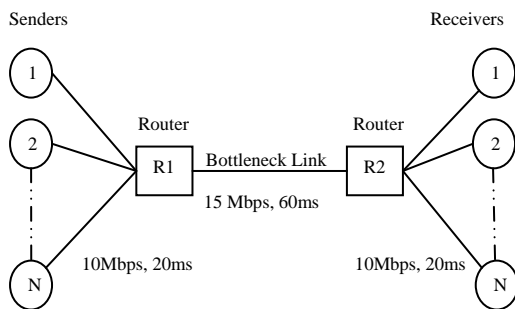 Senders
Receivers
1
1
2
Router
Router
2
R1
Bottleneck Link
R2
15 Mbps, 60ms
10Mbps, 20ms
10Mbps, 20ms
N
N